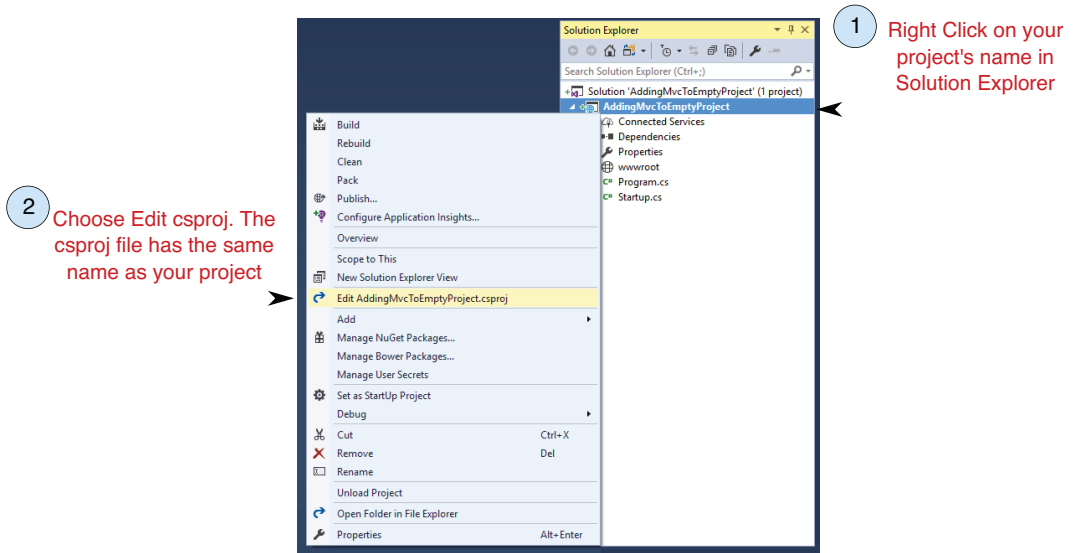 Solution Explorer
Search Solution Explorer (Ctrl+;)
Solution 'AddingMvcToEmptyProject' (1 project)
AddingMvcToEmptyProject
Connected Services
Dependencies
Properties
wwwroot
C# Program.cs
C# Startup.cs
1
Right Click on your
project's name in
Solution Explorer
2
Choose Edit csproj. The
csproj file has the same
name as your project
Build
Rebuild
Clean
Pack
Publish...
Configure Application Insights...
Overview
Scope to This
New Solution Explorer View
Edit AddingMvcToEmptyProject.csproj
Add
Manage NuGet Packages...
Manage Bower Packages...
Manage User Secrets
Set as StartUp Project
Debug
Cut Ctrl+X
Remove Del
Rename
Unload Project
Open Folder in File Explorer
Properties Alt+Enter